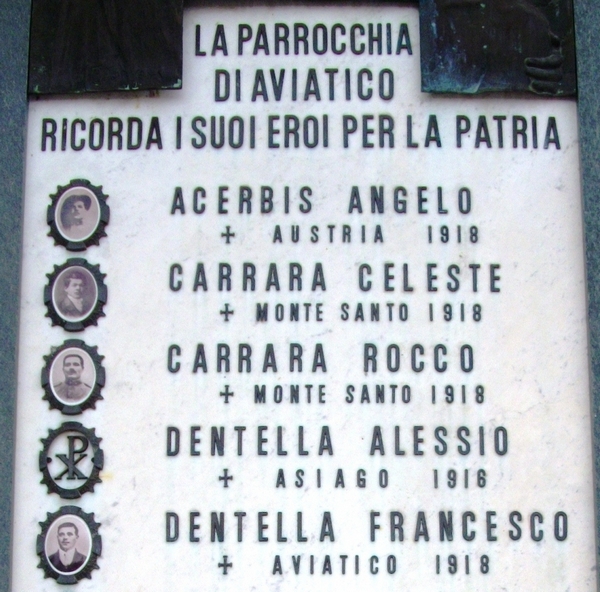 LA PARROCCHIA
DI AVIATICO
RICORDA I SUOI EROI PER LA PATRIA
ACERBIS ANGELO
+ AUSTRIA 1918
CARRARA CELESTE
+ MONTE SANTO 1918
CARRARA ROCCO
+ MONTE SANTO 1918
DENTELLA ALESSIO
+ ASIAGO 1916
DENTELLA FRANCESCO
+ AVIATICO 1918